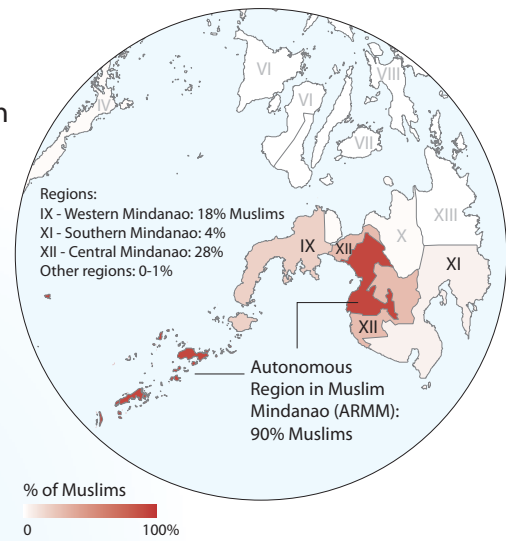 n
VI
VIII
IV
VI
VII
Regions:
IX - Western Mindanao: 18% Muslims
XI - Southern Mindanao: 4%
XII - Central Mindanao: 28%
Other regions: 0-1%
XIII
IX
XII
X
XI
XII
Autonomous
Region in Muslim
Mindanao (ARMM):
90% Muslims
% of Muslims
0 100%